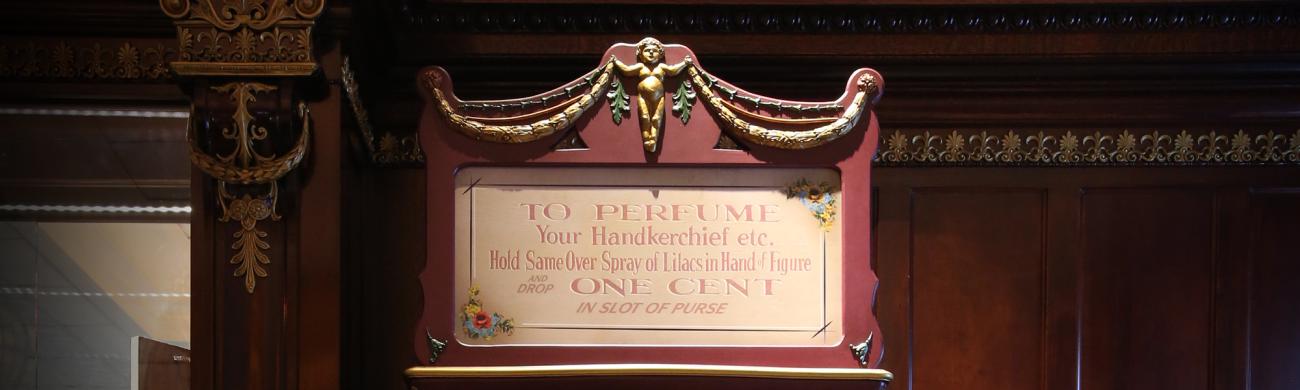 TO PERFUME
Your Handkerchief etc.
Hold Same Over Spray of Lilacs in Hand of Figure
AND DROP ONE CENT
IN SLOT OF PURSE